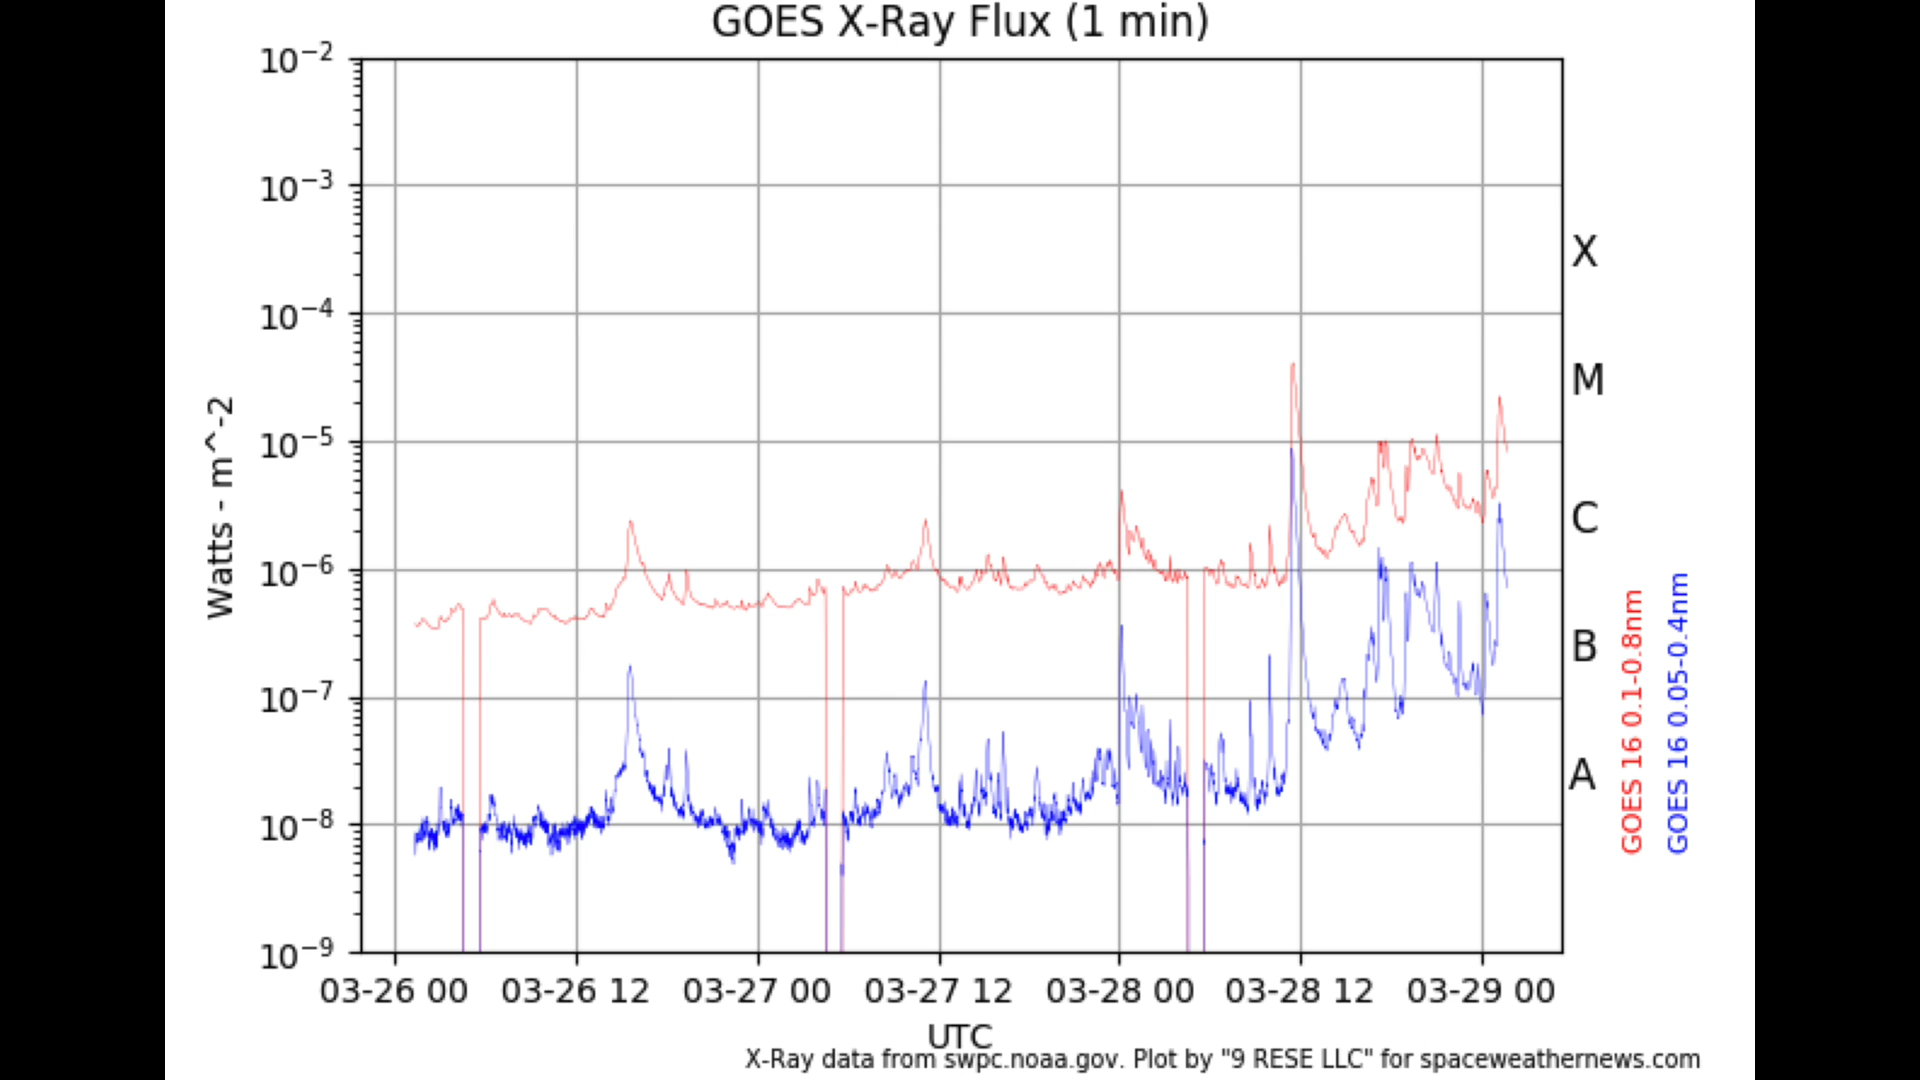 GOES X-Ray Flux (1 min)
10−2
10−3
10−4
10−5
10−6
10−7
10−8
10−9
Watts - m^-2
X
M
C
B
A
GOES 16 0.1-0.8nm
GOES 16 0.05-0.4nm
03-26 00 03-26 12 03-27 00 03-27 12 03-28 00 03-28 12 03-29 00
UTC
X-Ray data from swpc.noaa.gov. Plot by "9 RESE LLC" for spaceweathernews.com